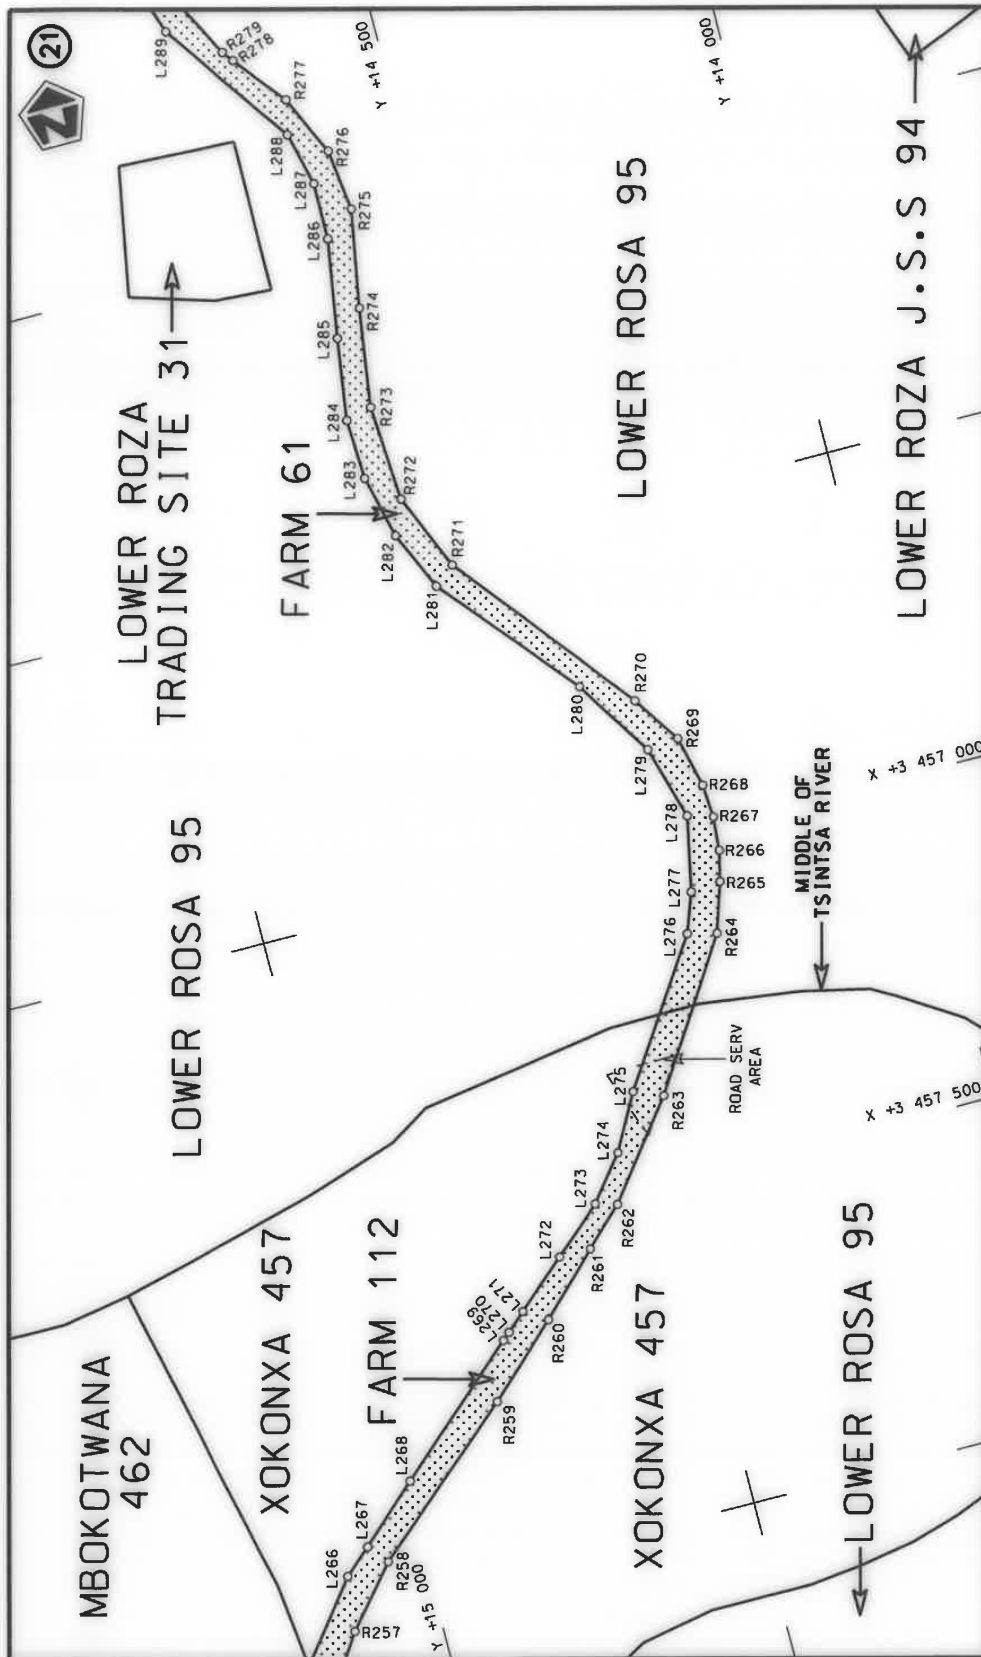 21
N
L289
R279
R278
Y +14 500
Y +14 000
R277
L288
R276
L287
R275
L286
R274
L285
R273
L284
L283
R272
L282
R271
L281
LOWER ROZA
TRADING SITE 31
FARM 61
LOWER ROSA 95
LOWER ROZA J.S.S 94
L280
R270
R269
L279
R268
L278
R267
R266
L277
R265
L276
R264
X +3 457 000
MIDDLE OF
TSINTSA RIVER
LOWER ROSA 95
L275
ROAD SERV
AREA
R263
X +3 457 500
L274
L273
R262
L272
R261
L271
L270
L269
R260
XOKONXA 457
FARM 112
R259
XOKONXA 457
LOWER ROSA 95
MBOKOTWANA
462
L268
L267
L266
R258
R257
Y +15 000